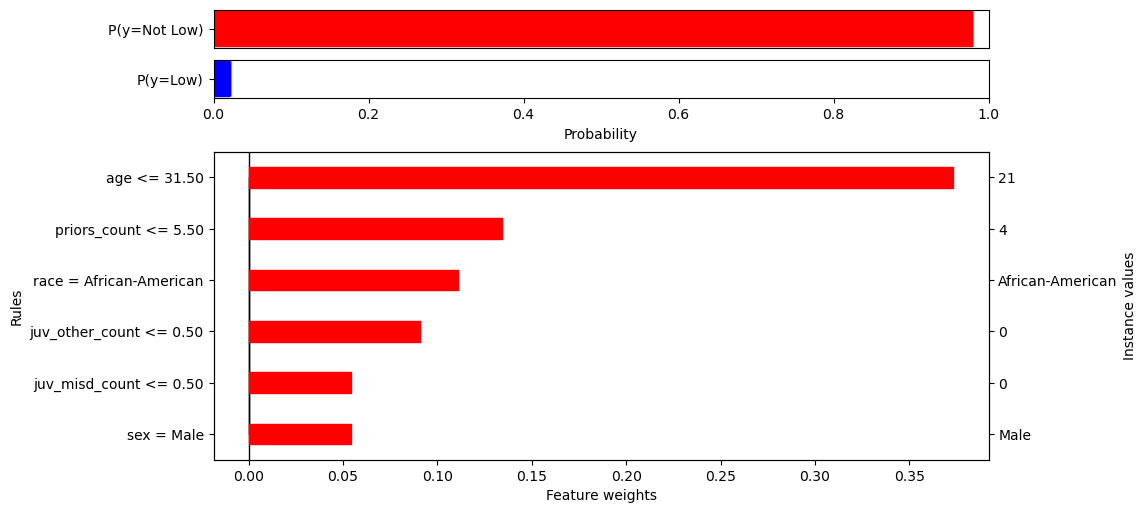 P(y=Not Low)
P(y=Low)
0.0 0.2 0.4 0.6 0.8 1.0
Probability
age <= 31.50 21
priors_count <= 5.50 4
race = African-American African-American
juv_other_count <= 0.50 0
juv_misd_count <= 0.50 0
sex = Male Male
Rules
Instance values
0.00 0.05 0.10 0.15 0.20 0.25 0.30 0.35
Feature weights